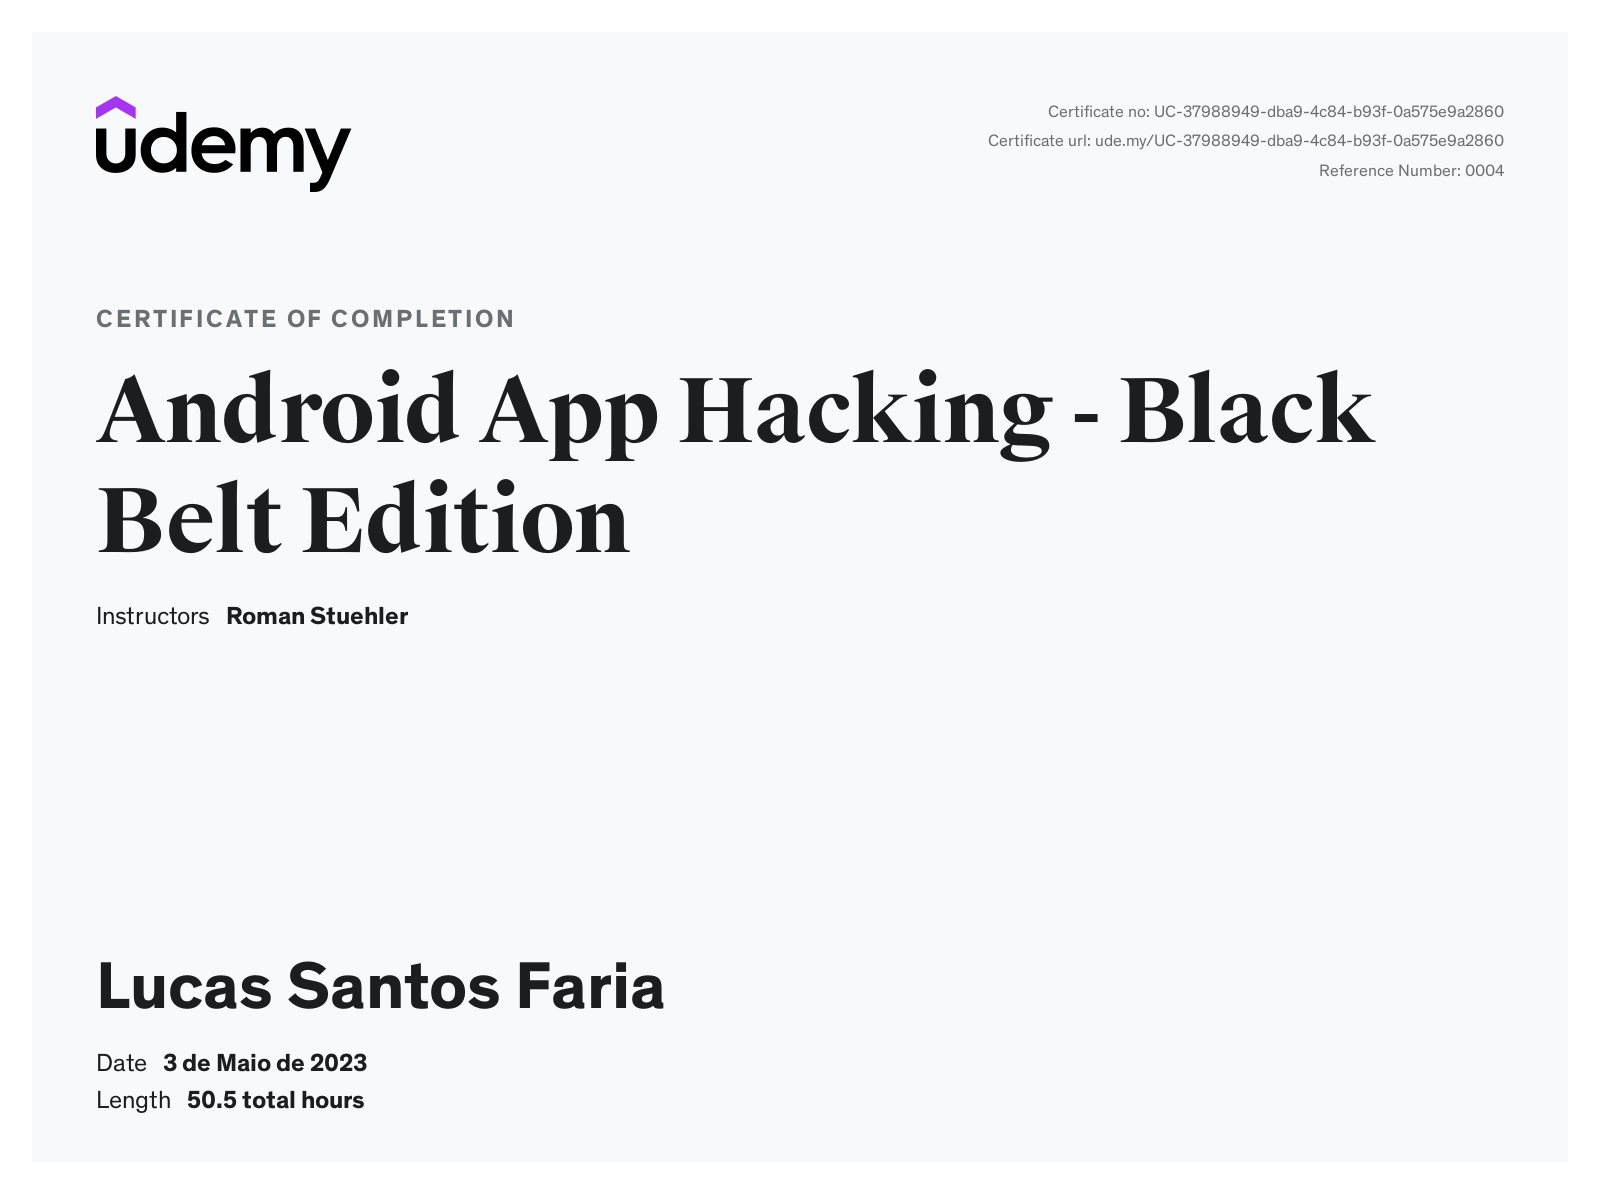 udemy
Certificate no: UC-37988949-dba9-4c84-b93f-0a575e9a2860
Certificate url: ude.my/UC-37988949-dba9-4c84-b93f-0a575e9a2860
Reference Number: 0004
CERTIFICATE OF COMPLETION
Android App Hacking - Black
Belt Edition
Instructors Roman Stuehler
Lucas Santos Faria
Date 3 de Maio de 2023
Length 50.5 total hours